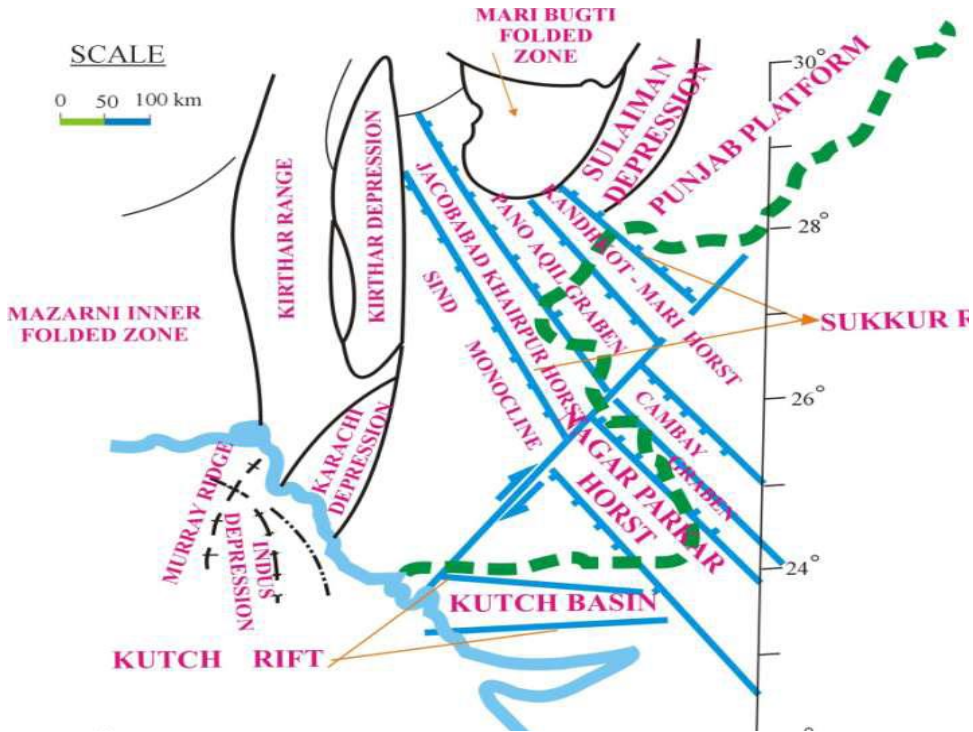 MARI BUGTI
FOLDED
ZONE
SCALE
0 50 100 km
30°
SULAIMAN
DEPRESSION
PUNJAB PLATFORM
KIRTHAR RANGE
KIRTHAR DEPRESSION
JACOBABAD KHAIRPUR HORST
PANO AQIL GRABEN
KANDHKOT - MARI HORST
28°
SIND
MONOCLINE
MAZARNI INNER
FOLDED ZONE
SUKKUR R
26°
CAMBAY
GRABEN
NAGAR PARKAR
HORST
KARACHI
DEPRESSION
MURRAY RIDGE
INDUS
DEPRESSION
24°
KUTCH BASIN
KUTCH RIFT